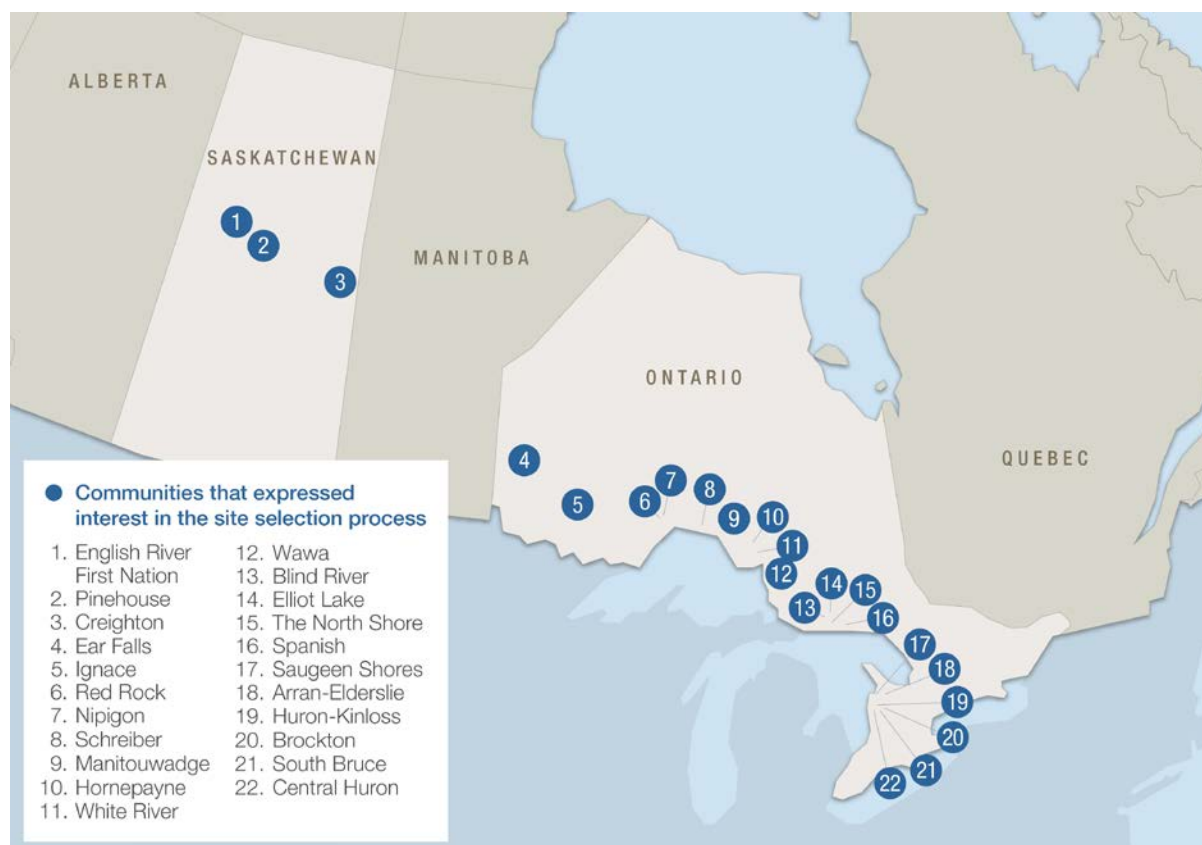 ALBERTA
SASKATCHEWAN
1
2
MANITOBA
3
ONTARIO
QUEBEC
4
5
6
7
8
9
10
11
12
13
14
15
16
17
18
19
20
21
22
Communities that expressed
interest in the site selection process
1. English River
First Nation
2. Pinehouse
3. Creighton
4. Ear Falls
5. Ignace
6. Red Rock
7. Nipigon
8. Schreiber
9. Manitouwadge
10. Hornepayne
11. White River
12. Wawa
13. Blind River
14. Elliot Lake
15. The North Shore
16. Spanish
17. Saugeen Shores
18. Arran-Elderslie
19. Huron-Kinloss
20. Brockton
21. South Bruce
22. Central Huron